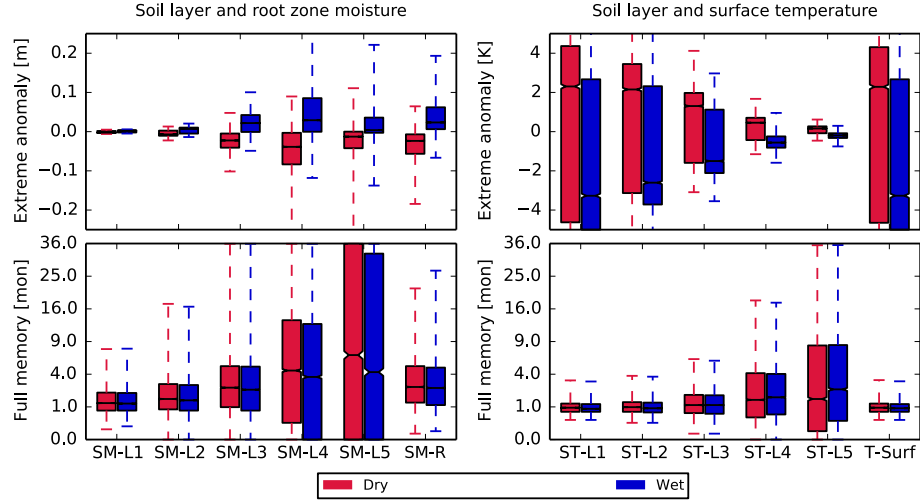 Soil layer and root zone moisture
Soil layer and surface temperature
Extreme anomaly [m]
0.2
0.1
0.0
−0.1
−0.2
Extreme anomaly [K]
4
2
0
−2
−4
Full memory [mon]
36.0
25.0
16.0
9.0
4.0
1.0
0.0
SM-L1 SM-L2 SM-L3 SM-L4 SM-L5 SM-R
Full memory [mon]
36.0
25.0
16.0
9.0
4.0
1.0
0.0
ST-L1 ST-L2 ST-L3 ST-L4 ST-L5 T-Surf
Dry Wet